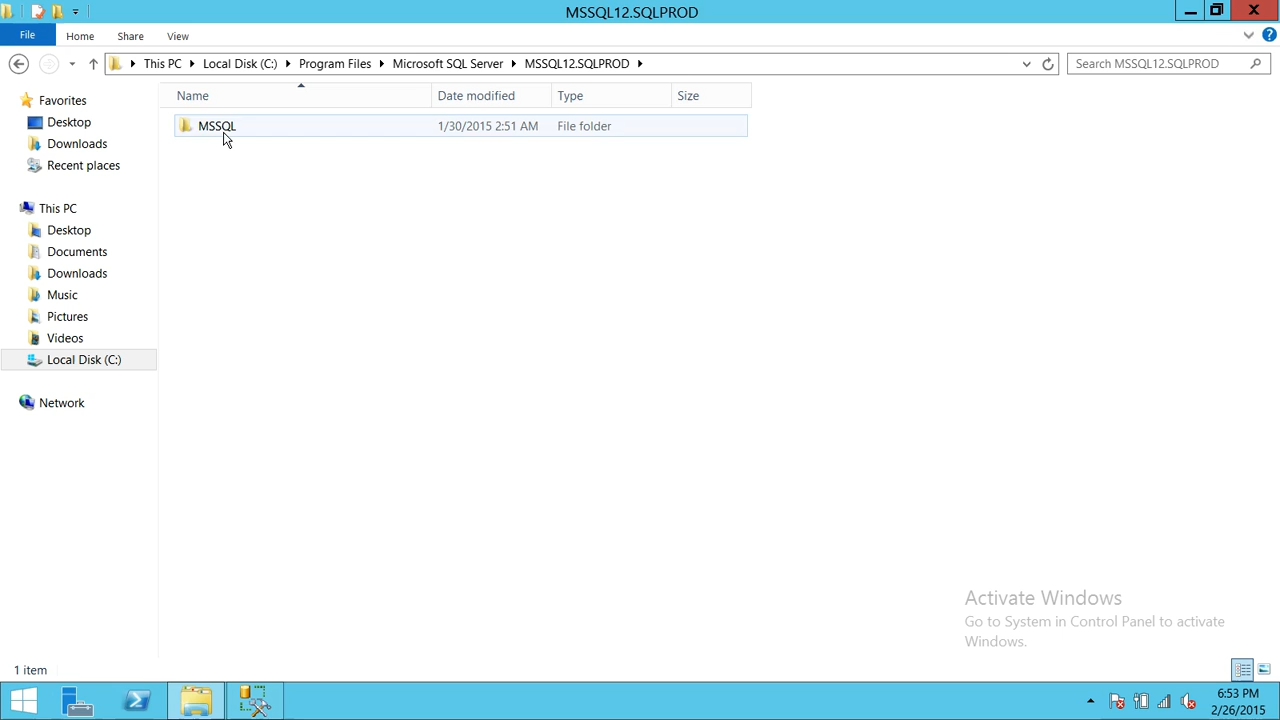 MSSQL12.SQLPROD
File Home Share View
This PC Local Disk (C:) Program Files Microsoft SQL Server MSSQL12.SQLPROD Search MSSQL12.SQLPROD
Favorites
Desktop
Downloads
Recent places
This PC
Desktop
Documents
Downloads
Music
Pictures
Videos
Local Disk (C:)
Network
Name Date modified Type Size
MSSQL 1/30/2015 2:51 AM File folder
Activate Windows
Go to System in Control Panel to activate
Windows.
1 item
6:53 PM
2/26/2015